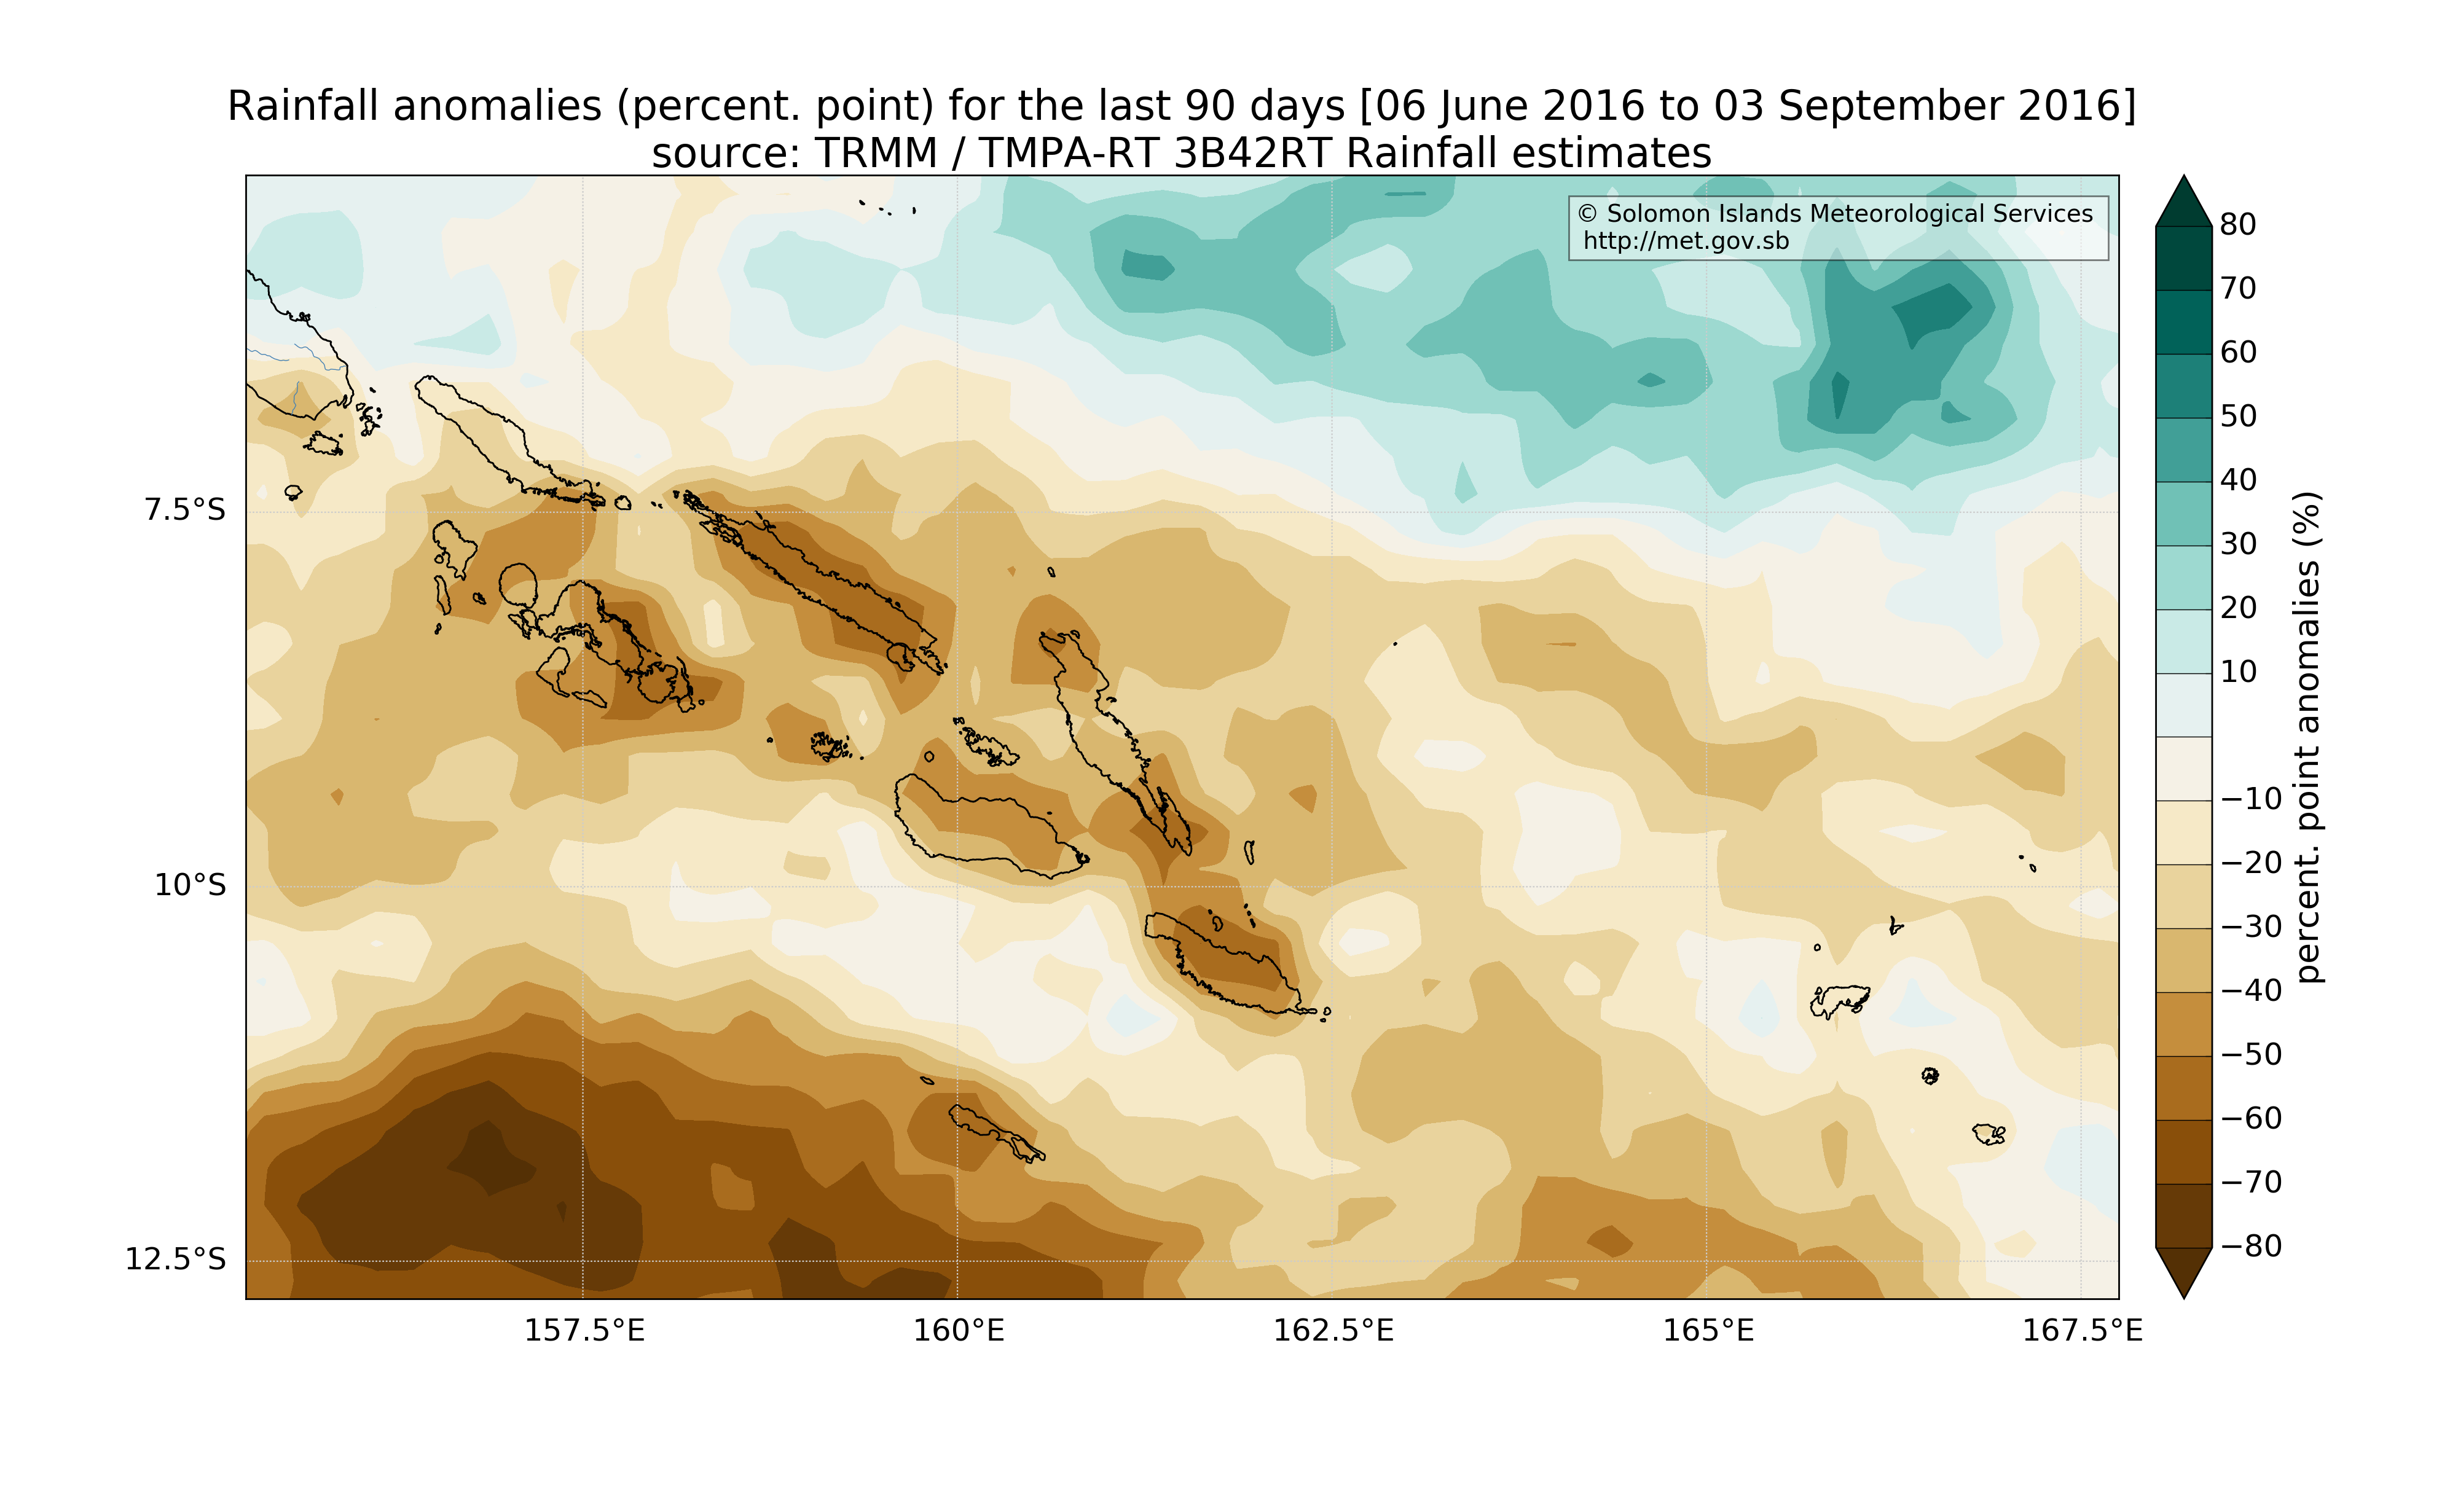 Rainfall anomalies (percent. point) for the last 90 days [06 June 2016 to 03 September 2016]
source: TRMM / TMPA-RT 3B42RT Rainfall estimates
© Solomon Islands Meteorological Services
http://met.gov.sb
7.5°S
10°S
12.5°S
157.5°E
160°E
162.5°E
165°E
167.5°E
80
70
60
50
40
30
20
10
−10
−20
−30
−40
−50
−60
−70
−80
percent. point anomalies (%)